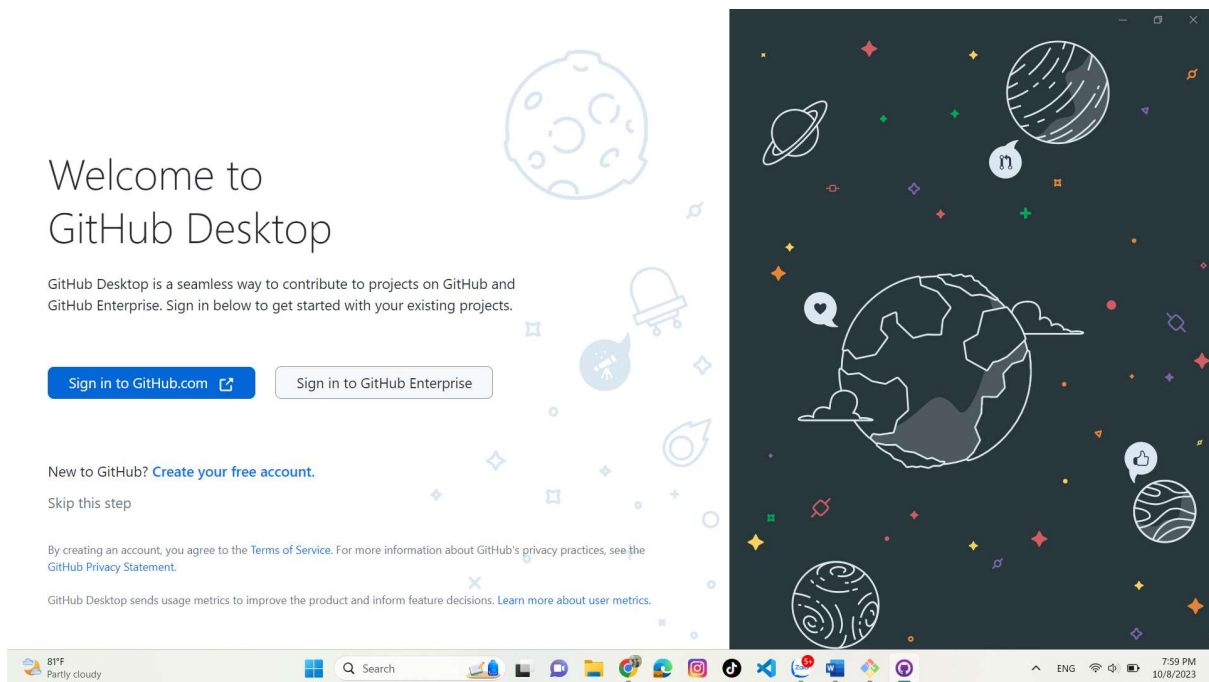 Welcome to
GitHub Desktop
GitHub Desktop is a seamless way to contribute to projects on GitHub and
GitHub Enterprise. Sign in below to get started with your existing projects.
Sign in to GitHub.com
Sign in to GitHub Enterprise
New to GitHub? Create your free account.
Skip this step
By creating an account, you agree to the Terms of Service. For more information about GitHub's privacy practices, see the
GitHub Privacy Statement.
GitHub Desktop sends usage metrics to improve the product and inform feature decisions. Learn more about user metrics.
81°F
Partly cloudy
Search
Zalo
5+
W
ENG
7:59 PM
10/8/2023